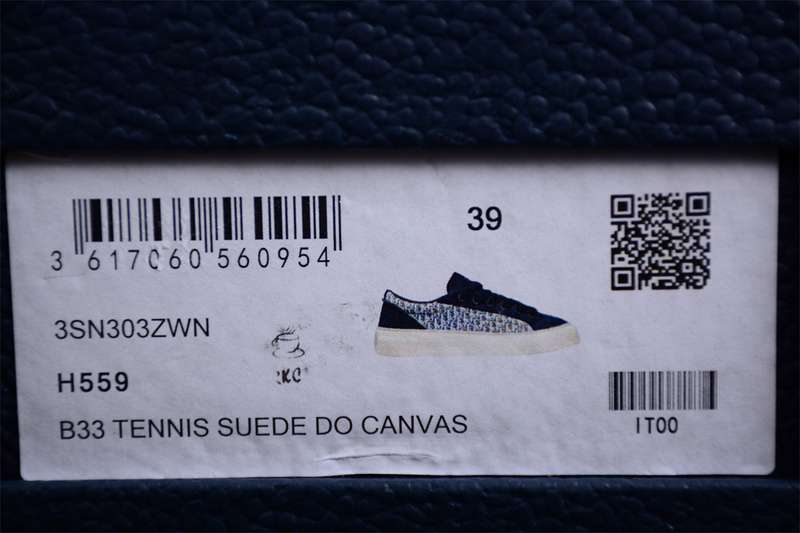 39
3 617060 560954
3SN303ZWN
H559
B33 TENNIS SUEDE DO CANVAS
IT00